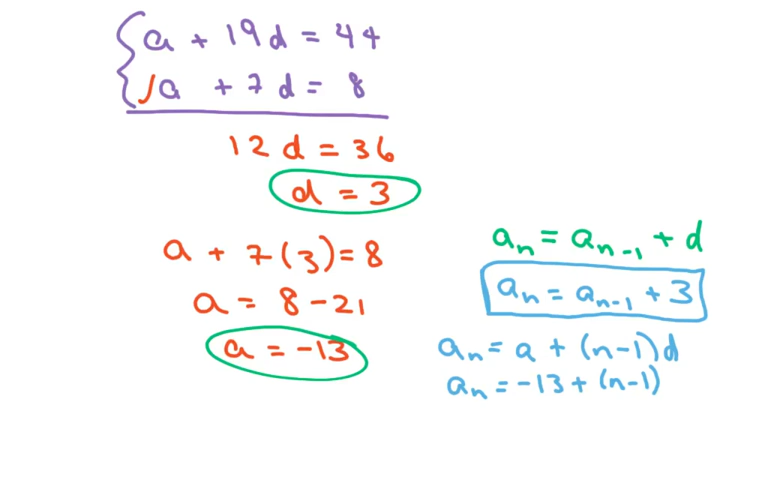 a + 19d = 44
a + 7d = 8
12d = 36
d = 3
a + 7(3) = 8
a = 8 - 21
a = -13
aₙ = aₙ₋₁ + d
aₙ = aₙ₋₁ + 3
aₙ = a + (n-1)d
aₙ = -13 + (n-1)